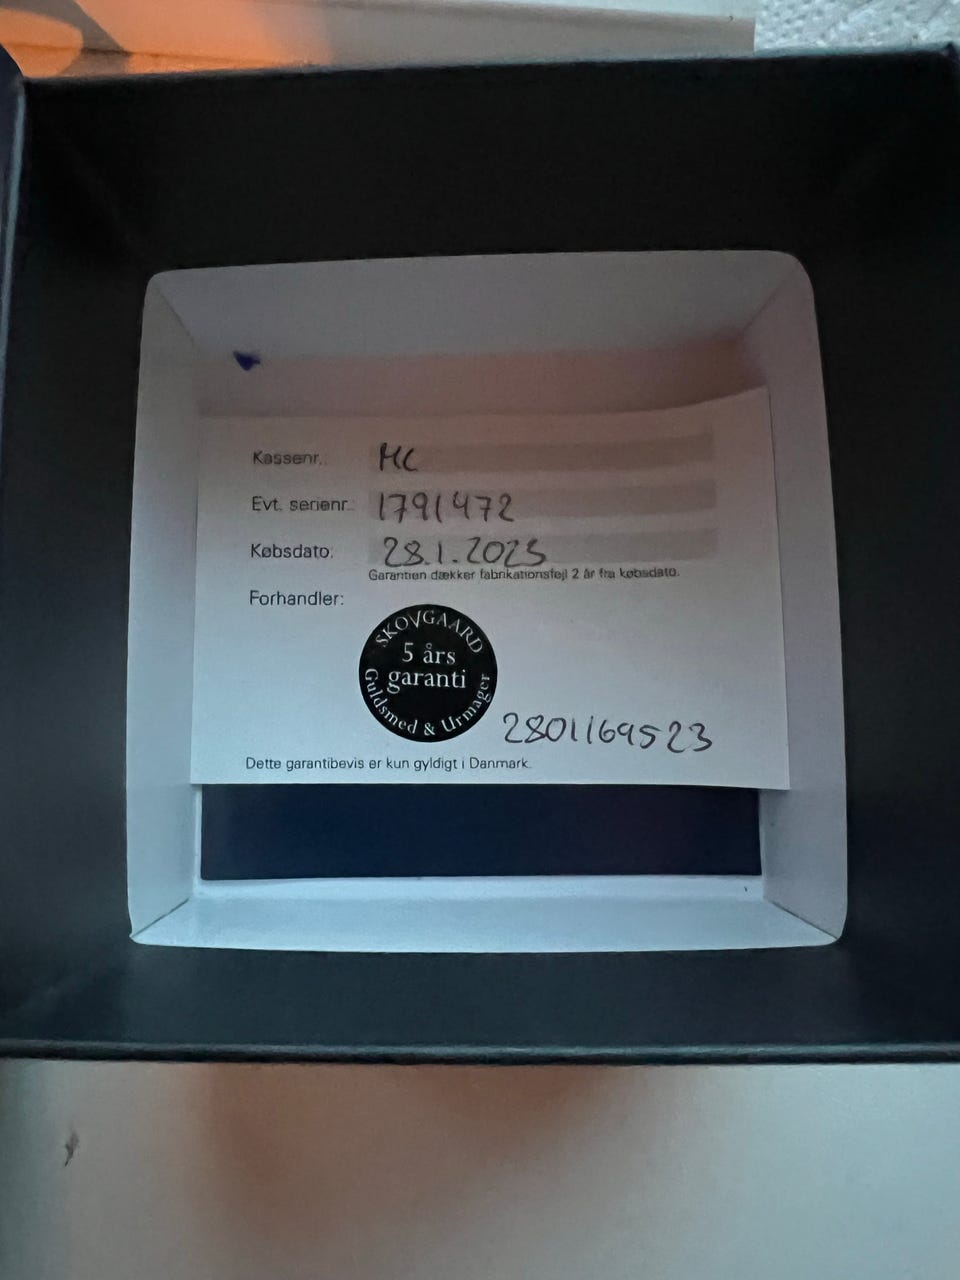 Kassenr.: MC
Evt. serienr.: 1791472
Købsdato: 28.1.2023
Garantien dækker fabrikationsfejl 2 år fra købsdato.
Forhandler:
SKOVGAARD
5 års
garanti
Guldsmed & Urmager
2801169523
Dette garantibevis er kun gyldigt i Danmark.